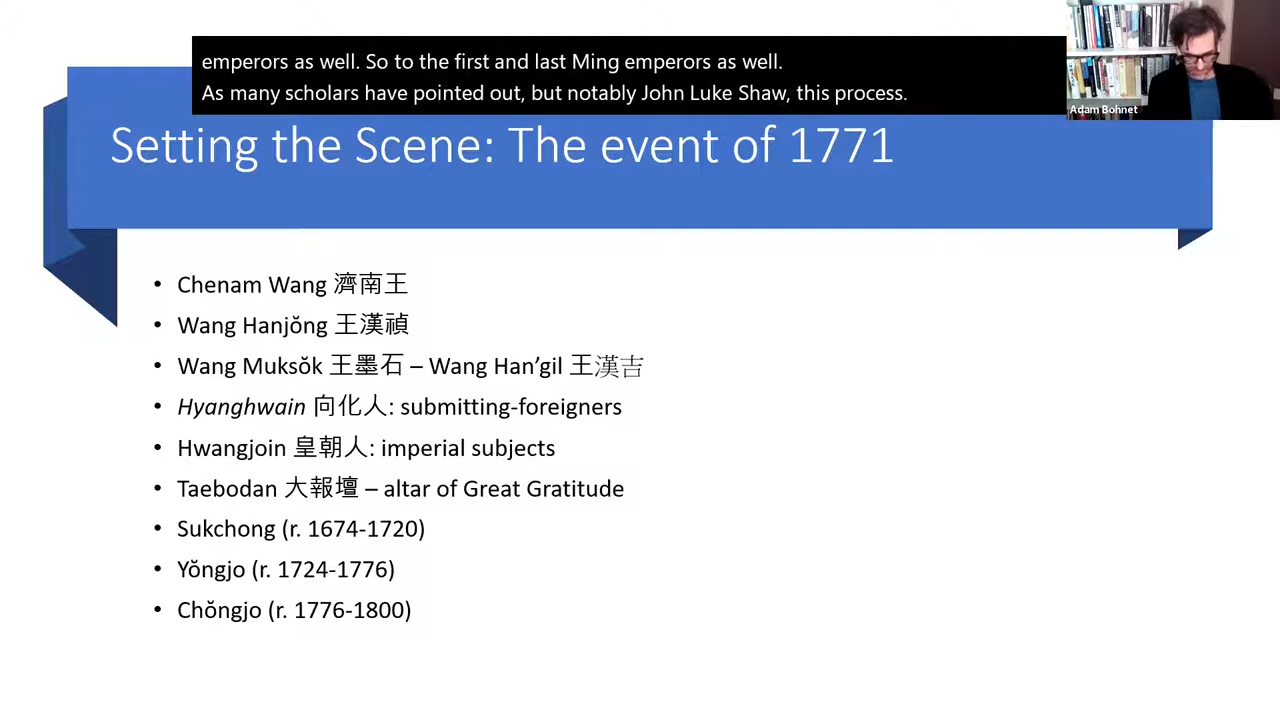 emperors as well. So to the first and last Ming emperors as well.
As many scholars have pointed out, but notably John Luke Shaw, this process.
Adam Bohnet
Setting the Scene: The event of 1771
• Chenam Wang 濟南王
• Wang Hanjŏng 王漢禎
• Wang Muksŏk 王墨石 – Wang Han’gil 王漢吉
• Hyanghwain 向化人: submitting-foreigners
• Hwangjoin 皇朝人: imperial subjects
• Taebodan 大報壇 – altar of Great Gratitude
• Sukchong (r. 1674-1720)
• Yŏngjo (r. 1724-1776)
• Chŏngjo (r. 1776-1800)